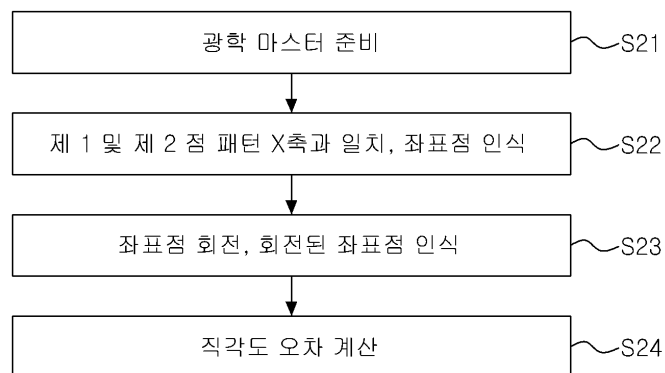 광학 마스터 준비 S21
제 1 및 제 2 점 패턴 X축과 일치, 좌표점 인식 S22
좌표점 회전, 회전된 좌표점 인식 S23
직각도 오차 계산 S24